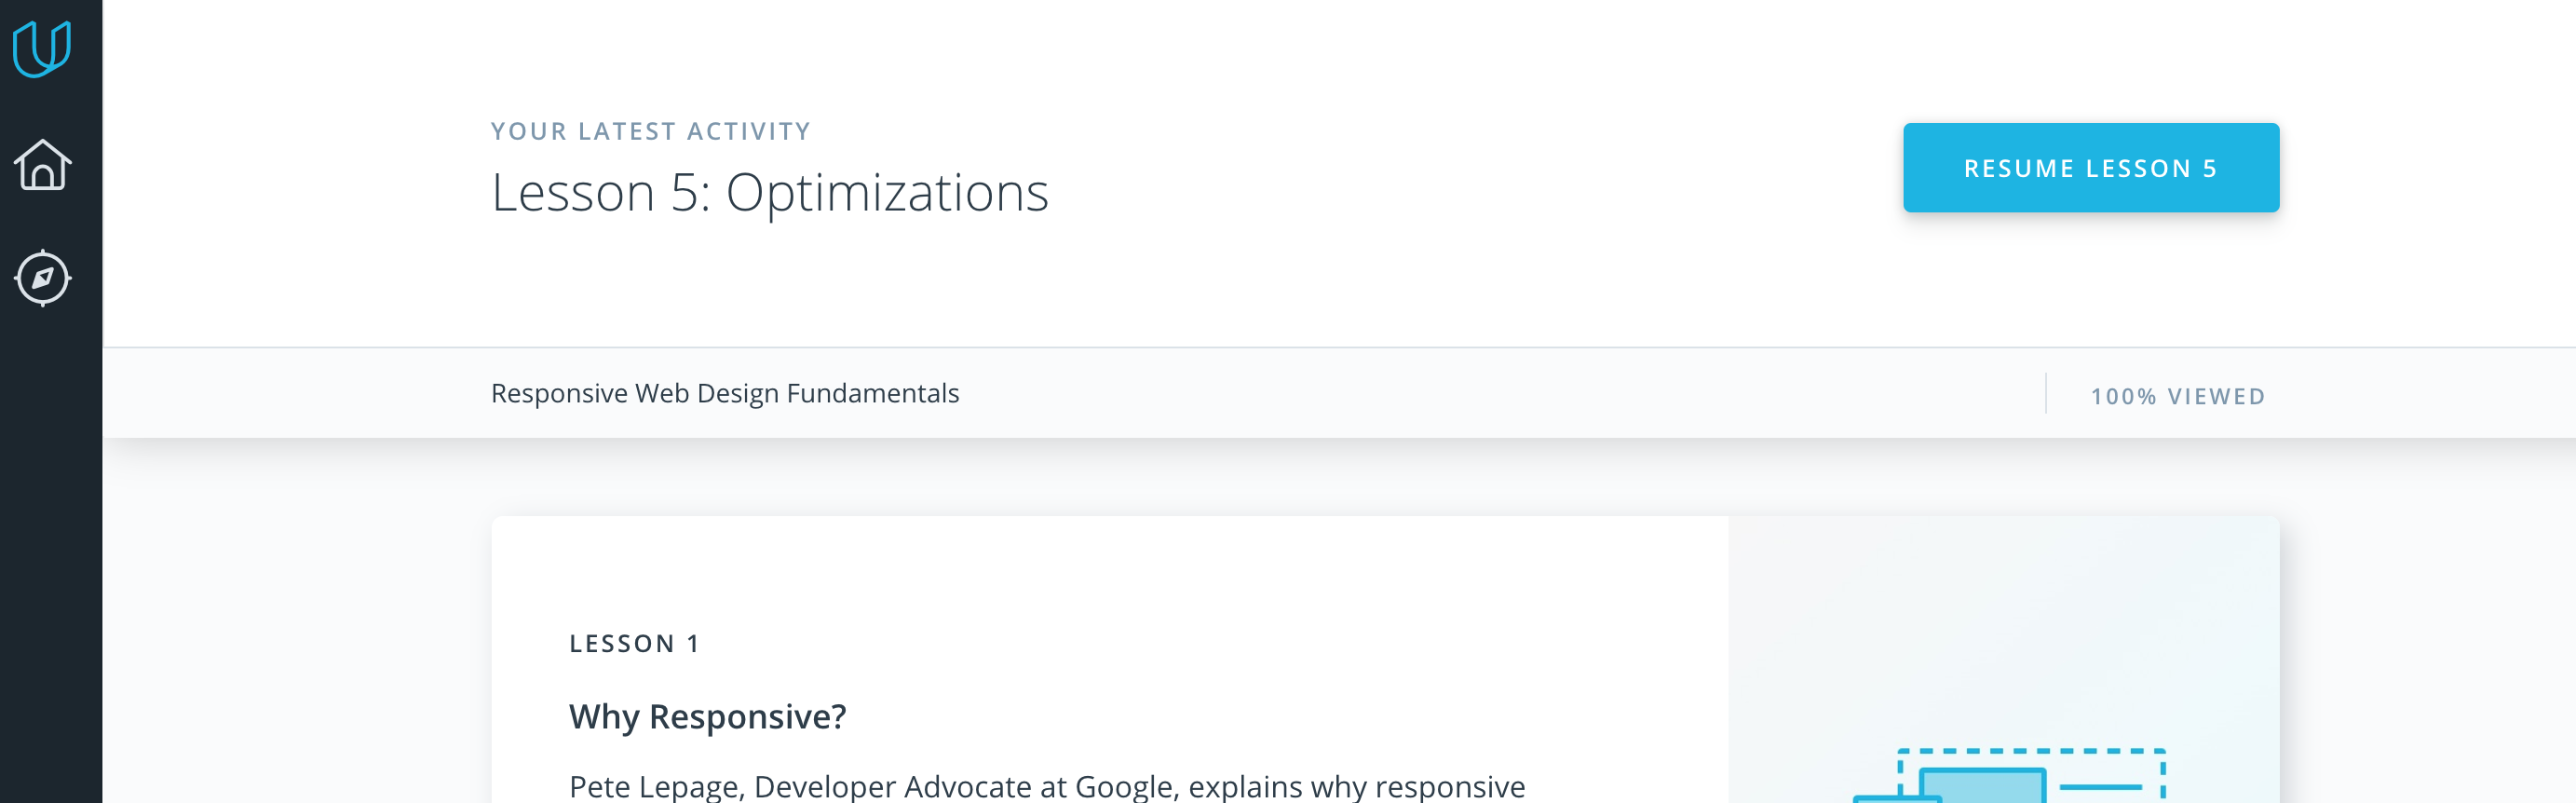 YOUR LATEST ACTIVITY
Lesson 5: Optimizations
RESUME LESSON 5
Responsive Web Design Fundamentals
100% VIEWED
LESSON 1
Why Responsive?
Pete Lepage, Developer Advocate at Google, explains why responsive